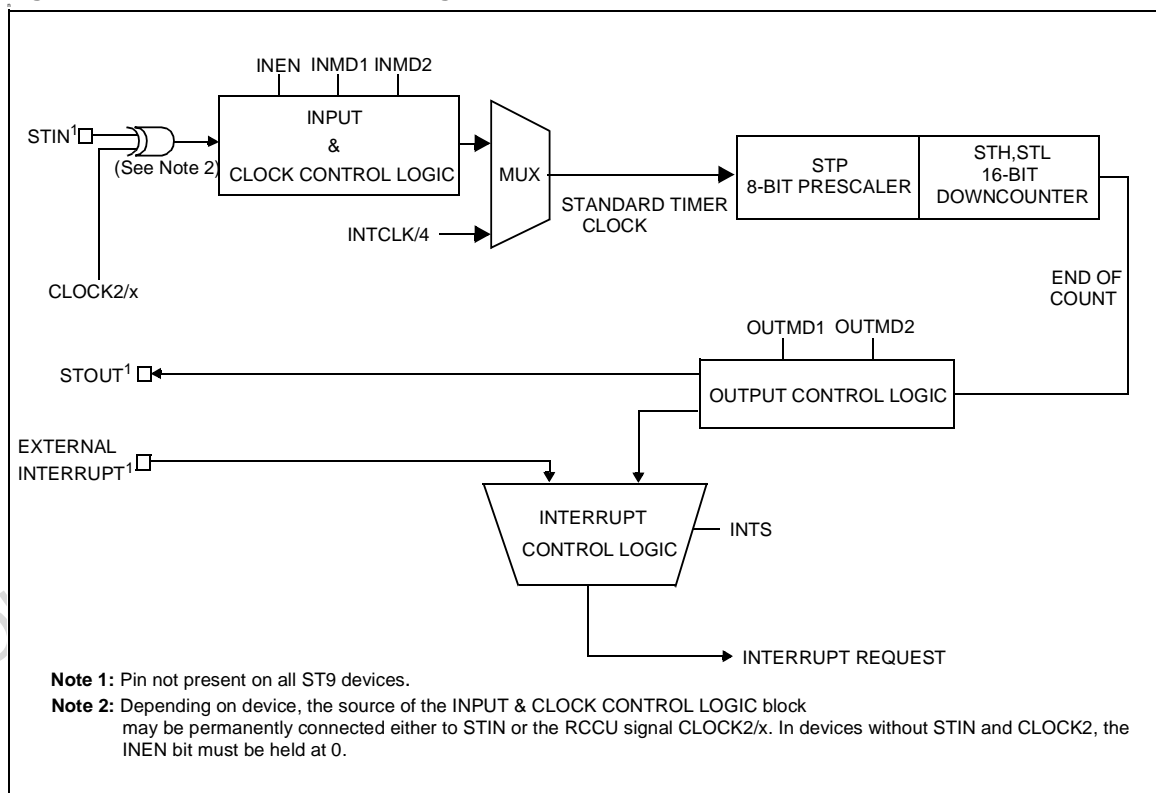 INEN INMD1 INMD2
INPUT
&
CLOCK CONTROL LOGIC
STIN1
(See Note 2)
MUX
STP
8-BIT PRESCALER
STH,STL
16-BIT
DOWNCOUNTER
STANDARD TIMER
CLOCK
INTCLK/4
CLOCK2/x
END OF
COUNT
OUTMD1 OUTMD2
STOUT1
OUTPUT CONTROL LOGIC
EXTERNAL
INTERRUPT1
INTERRUPT
CONTROL LOGIC
INTS
INTERRUPT REQUEST
Note 1: Pin not present on all ST9 devices.
Note 2: Depending on device, the source of the INPUT & CLOCK CONTROL LOGIC block
may be permanently connected either to STIN or the RCCU signal CLOCK2/x. In devices without STIN and CLOCK2, the
INEN bit must be held at 0.